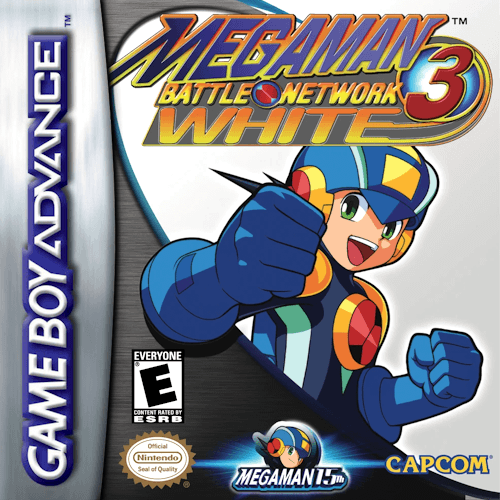 GAME BOY ADVANCE
MEGAMAN™
BATTLE NETWORK 3
WHITE
EVERYONE
E
®
CONTENT RATED BY
ESRB
Official
Nintendo
Seal of Quality
®
MEGAMAN 15th
CAPCOM®
TM